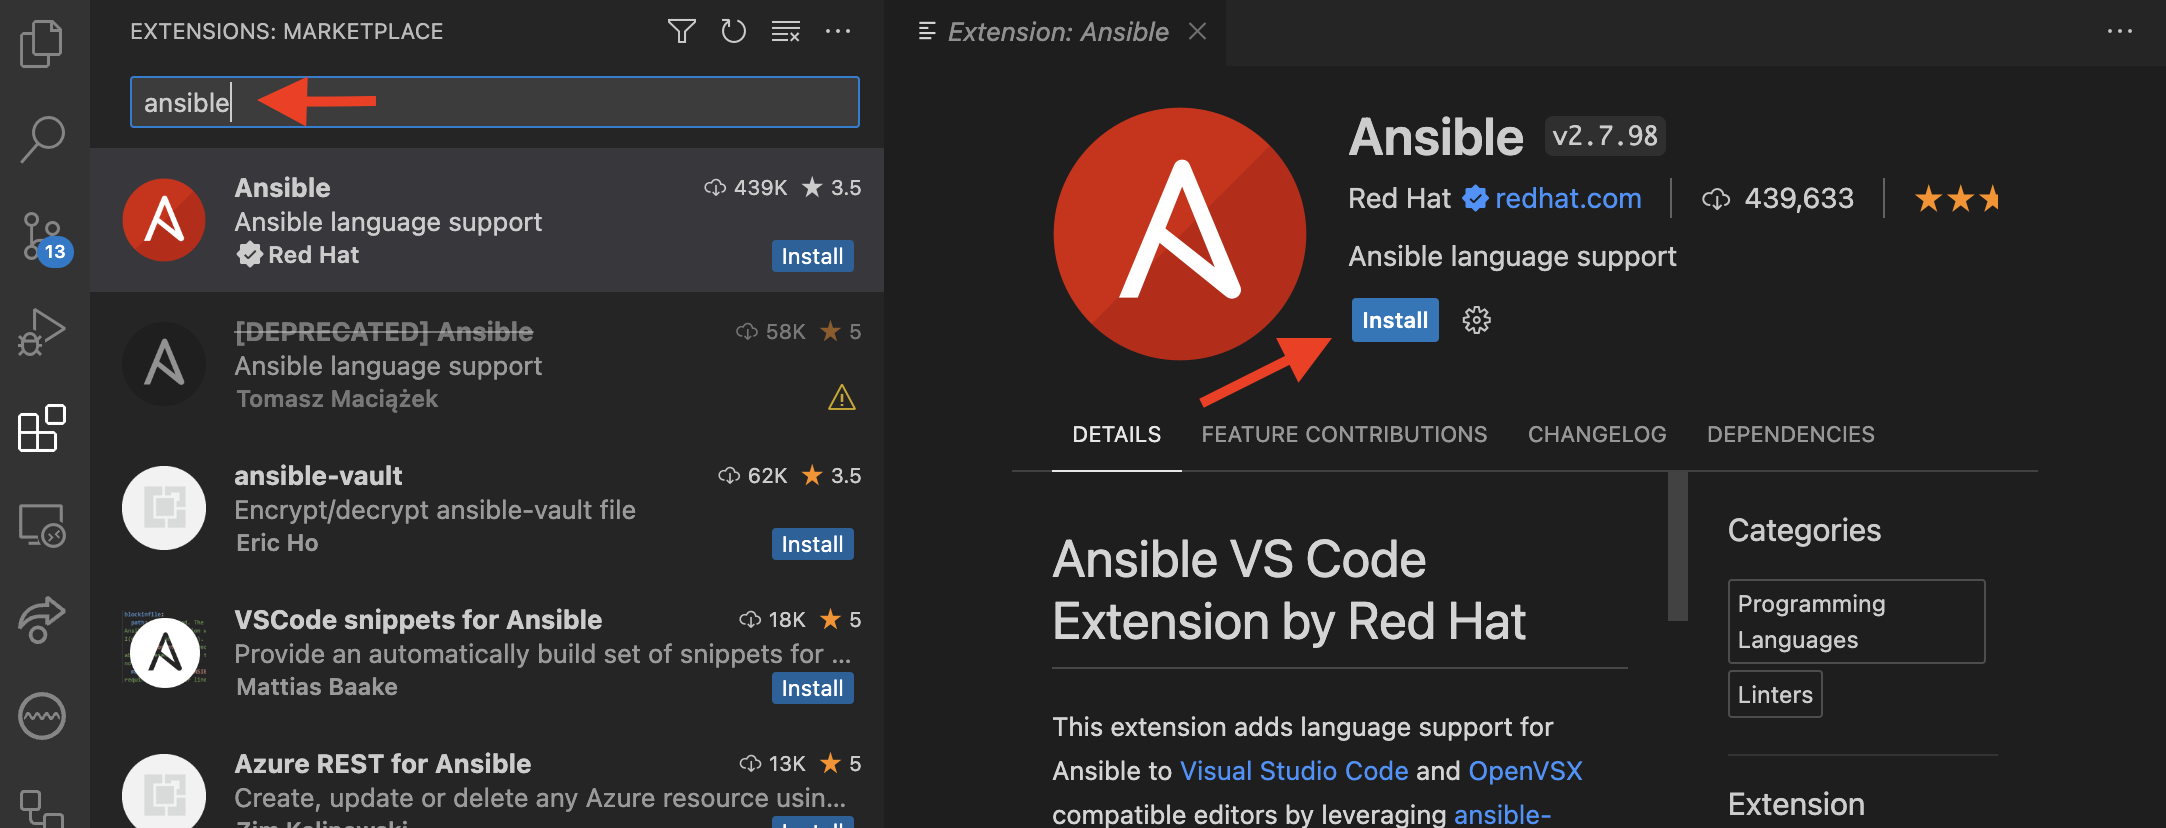 EXTENSIONS: MARKETPLACE
ansible
Ansible
439K 3.5
Ansible language support
Red Hat
Install
[DEPRECATED] Ansible
58K 5
Ansible language support
Tomasz Maciążek
ansible-vault
62K 3.5
Encrypt/decrypt ansible-vault file
Eric Ho
Install
VSCode snippets for Ansible
18K 5
Provide an automatically build set of snippets for ...
Mattias Baake
Install
Azure REST for Ansible
13K 5
Create, update or delete any Azure resource usin...
Install
13
Extension: Ansible
Ansible v2.7.98
Red Hat redhat.com 439,633
Ansible language support
Install
DETAILS FEATURE CONTRIBUTIONS CHANGELOG DEPENDENCIES
Ansible VS Code
Extension by Red Hat
This extension adds language support for
Ansible to Visual Studio Code and OpenVSX
compatible editors by leveraging ansible-
Categories
Programming
Languages
Linters
Extension